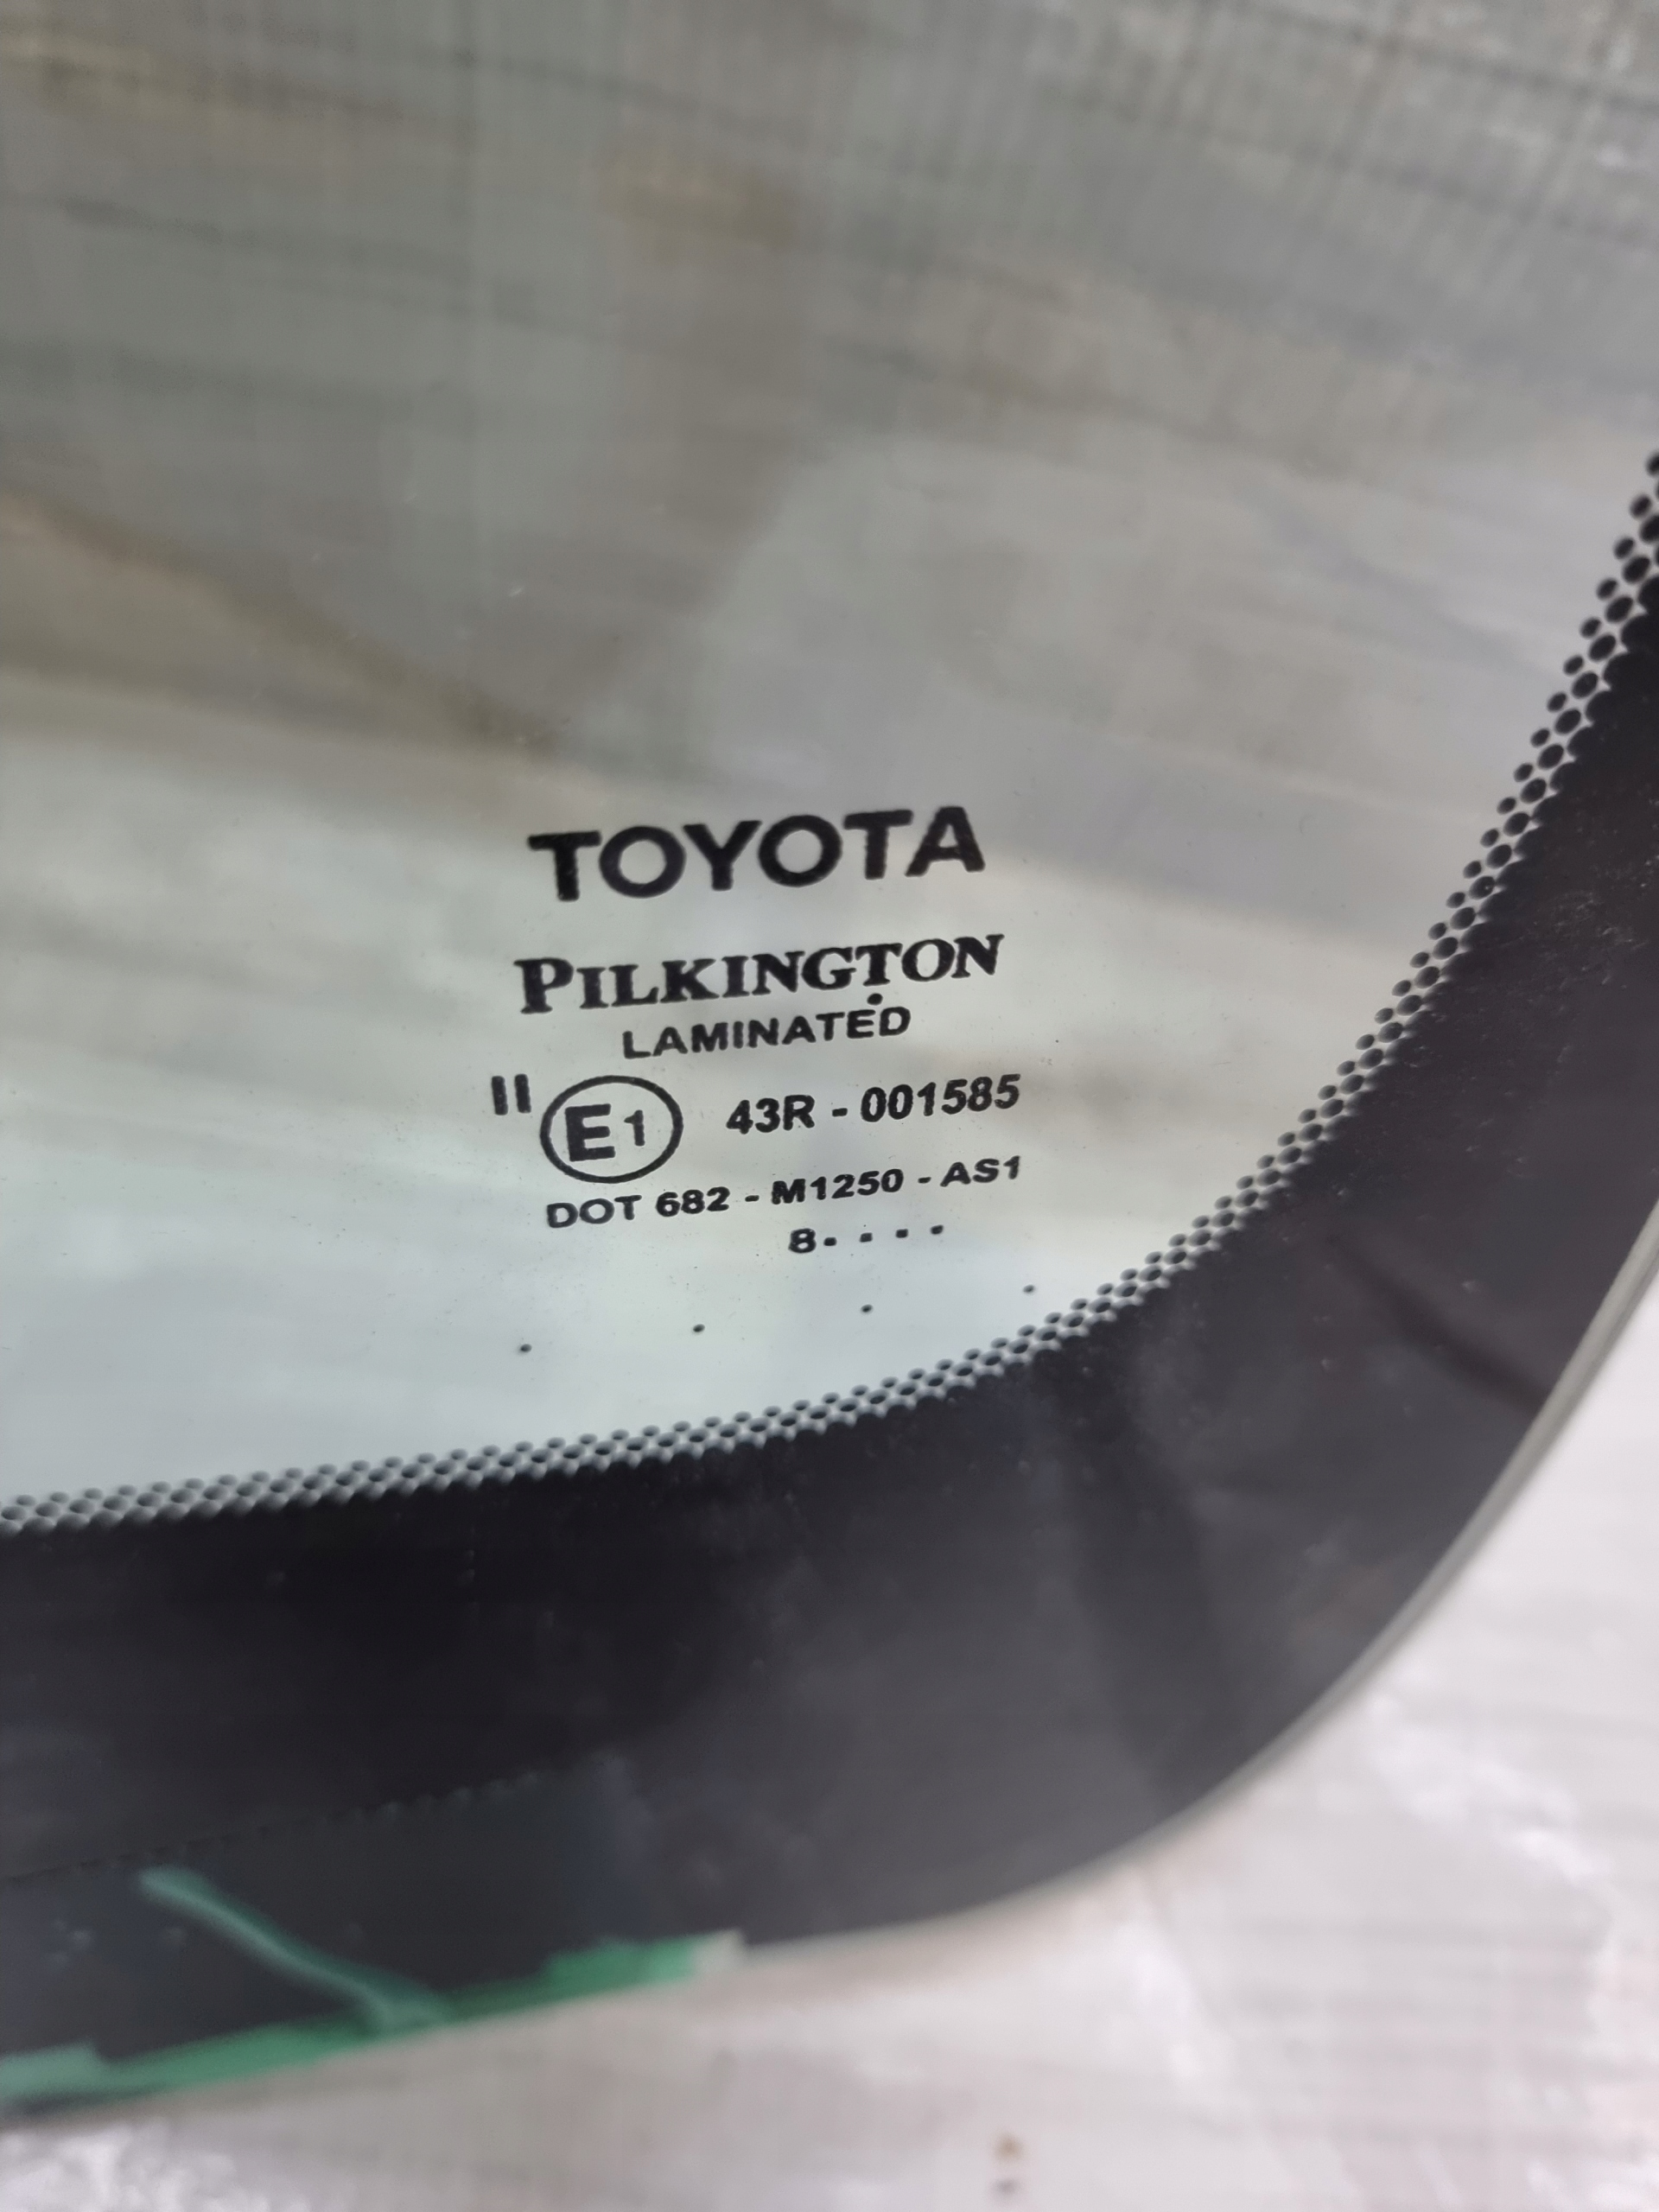 TOYOTA
PILKINGTON
LAMINATED
II E1 43R - 001585
DOT 682 - M1250 - AS1
8. . . .